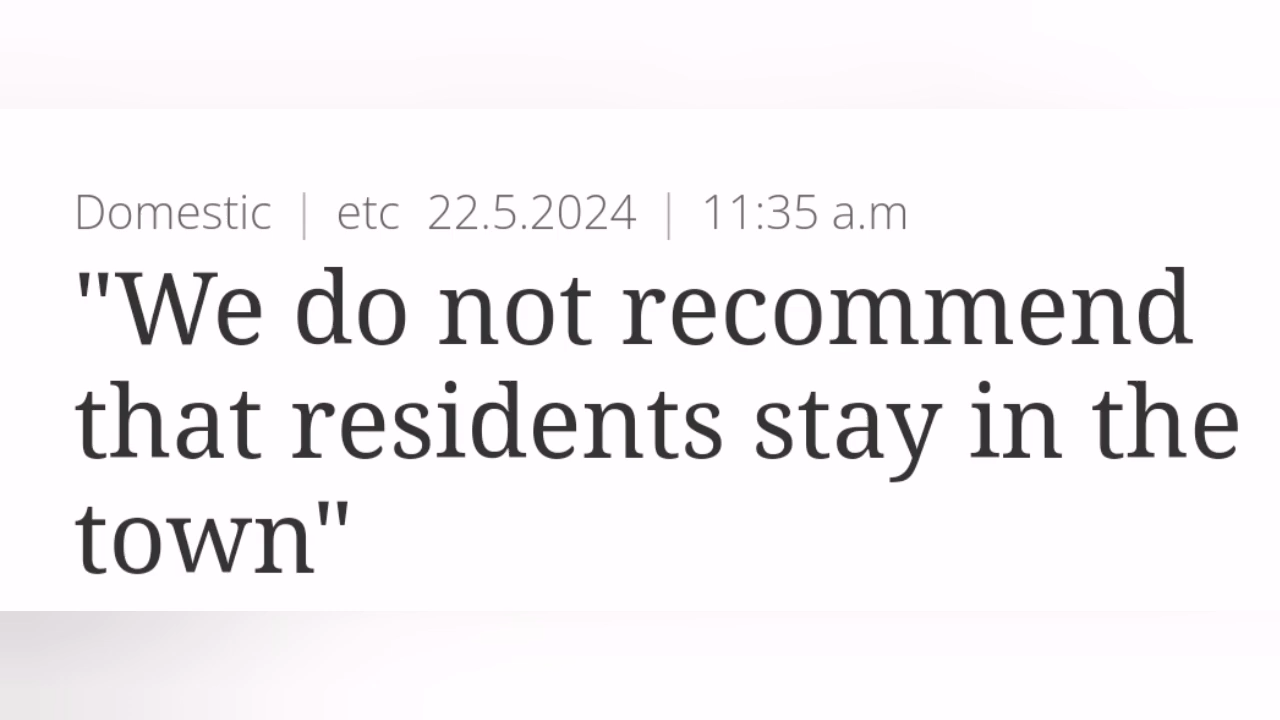 Domestic | etc 22.5.2024 | 11:35 a.m
"We do not recommend
that residents stay in the
town"